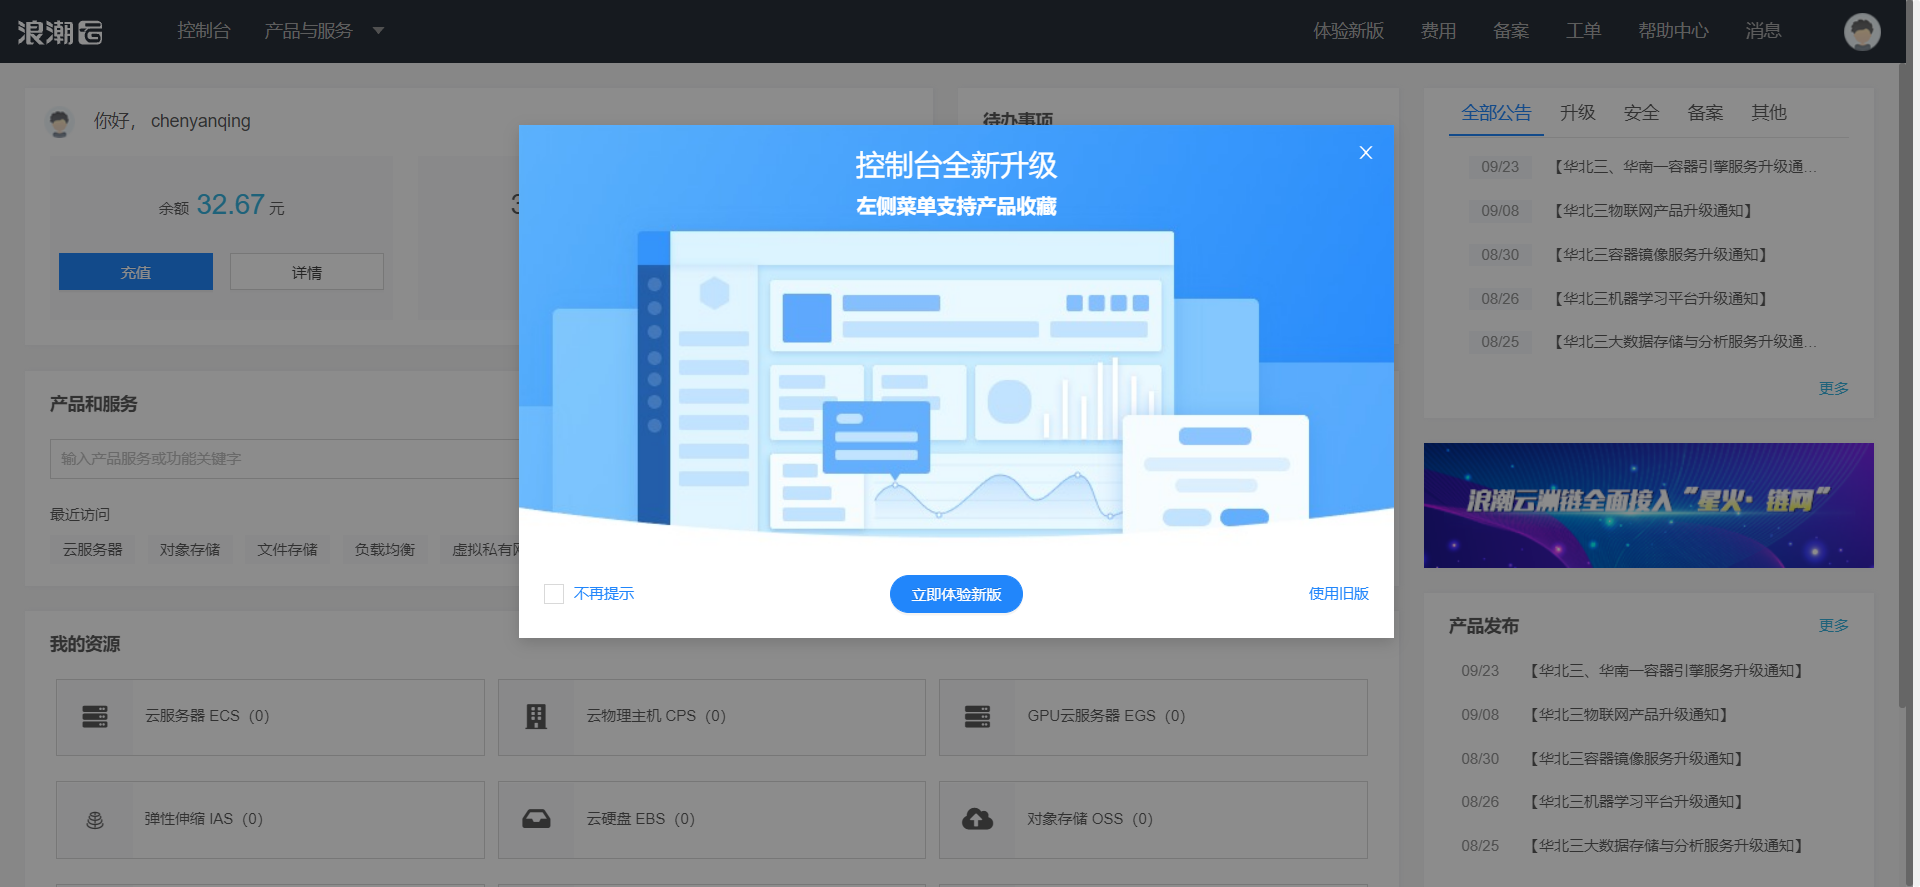 浪潮云
控制台 产品与服务
体验新版 费用 备案 工单 帮助中心 消息
你好， chenyanqing
余额 32.67 元
充值 详情
3
待办事项
控制台全新升级
左侧菜单支持产品收藏
不再提示 立即体验新版 使用旧版
产品和服务
输入产品服务或功能关键字
最近访问
云服务器 对象存储 文件存储 负载均衡 虚拟私有网
我的资源
云服务器 ECS（0） 云物理主机 CPS（0） GPU云服务器 EGS（0）
弹性伸缩 IAS（0） 云硬盘 EBS（0） 对象存储 OSS（0）
全部公告 升级 安全 备案 其他
09/23 【华北三、华南一容器引擎服务升级通...
09/08 【华北三物联网产品升级通知】
08/30 【华北三容器镜像服务升级通知】
08/26 【华北三机器学习平台升级通知】
08/25 【华北三大数据存储与分析服务升级通...
更多
浪潮云洲链全面接入“星火·链网”
产品发布 更多
09/23 【华北三、华南一容器引擎服务升级通知】
09/08 【华北三物联网产品升级通知】
08/30 【华北三容器镜像服务升级通知】
08/26 【华北三机器学习平台升级通知】
08/25 【华北三大数据存储与分析服务升级通知】